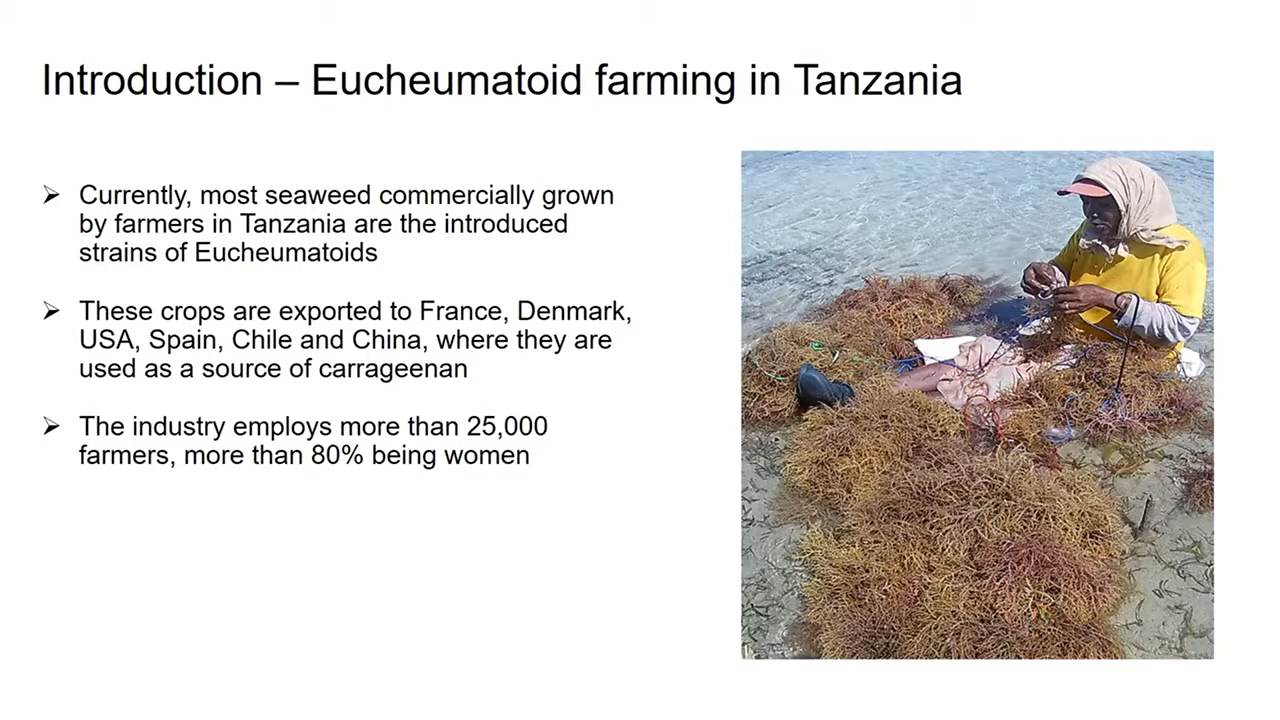 Introduction – Eucheumatoid farming in Tanzania
➢ Currently, most seaweed commercially grown
by farmers in Tanzania are the introduced
strains of Eucheumatoids
➢ These crops are exported to France, Denmark,
USA, Spain, Chile and China, where they are
used as a source of carrageenan
➢ The industry employs more than 25,000
farmers, more than 80% being women